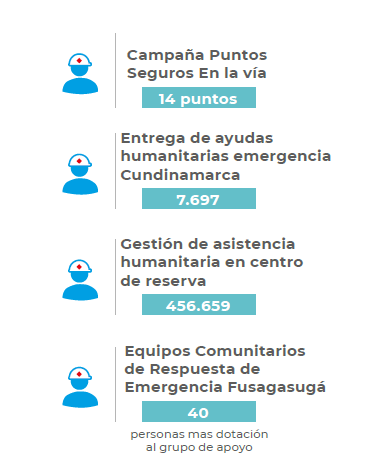 Campaña Puntos
Seguros En la vía
14 puntos
Entrega de ayudas
humanitarias emergencia
Cundinamarca
7.697
Gestión de asistencia
humanitaria en centro
de reserva
456.659
Equipos Comunitarios
de Respuesta de
Emergencia Fusagasugá
40
personas mas dotación
al grupo de apoyo